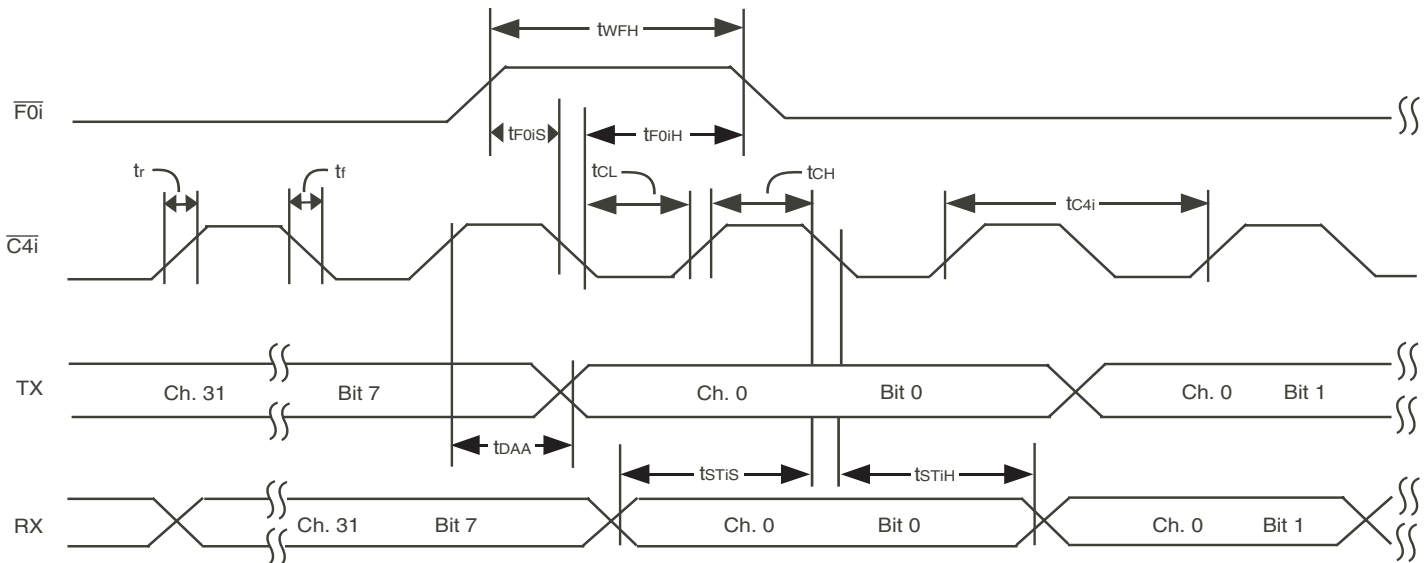 tWFH
F0i
tF0iS
tF0iH
tr
tf
tCL
tCH
tC4i
C4i
TX
Ch. 31 Bit 7 Ch. 0 Bit 0 Ch. 0 Bit 1
tDAA
tSTiS
tSTiH
RX
Ch. 31 Bit 7 Ch. 0 Bit 0 Ch. 0 Bit 1